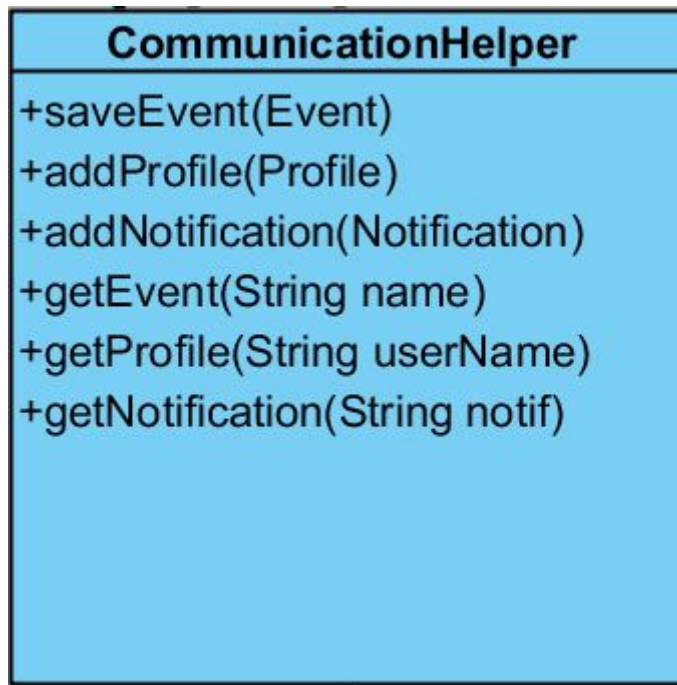 CommunicationHelper
+saveEvent(Event)
+addProfile(Profile)
+addNotification(Notification)
+getEvent(String name)
+getProfile(String userName)
+getNotification(String notif)